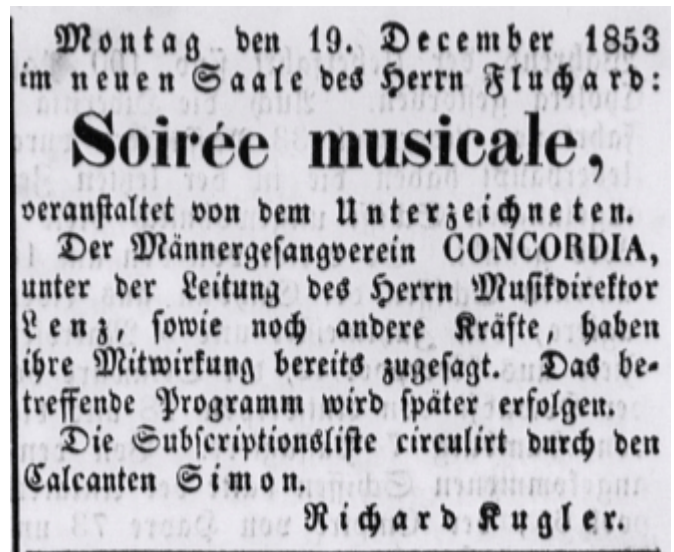 Montag den 19. December 1853
im neuen Saale des Herrn Fluchard:
Soirée musicale,
veranstaltet von dem Unterzeichneten.
Der Männergesangverein CONCORDIA,
unter der Leitung des Herrn Musikdirektor
Lenz, sowie noch andere Kräfte, haben
ihre Mitwirkung bereits zugesagt. Das be-
treffende Programm wird später erfolgen.
Die Subscriptionsliste circulirt durch den
Calcanten Simon.
Richard Kugler.